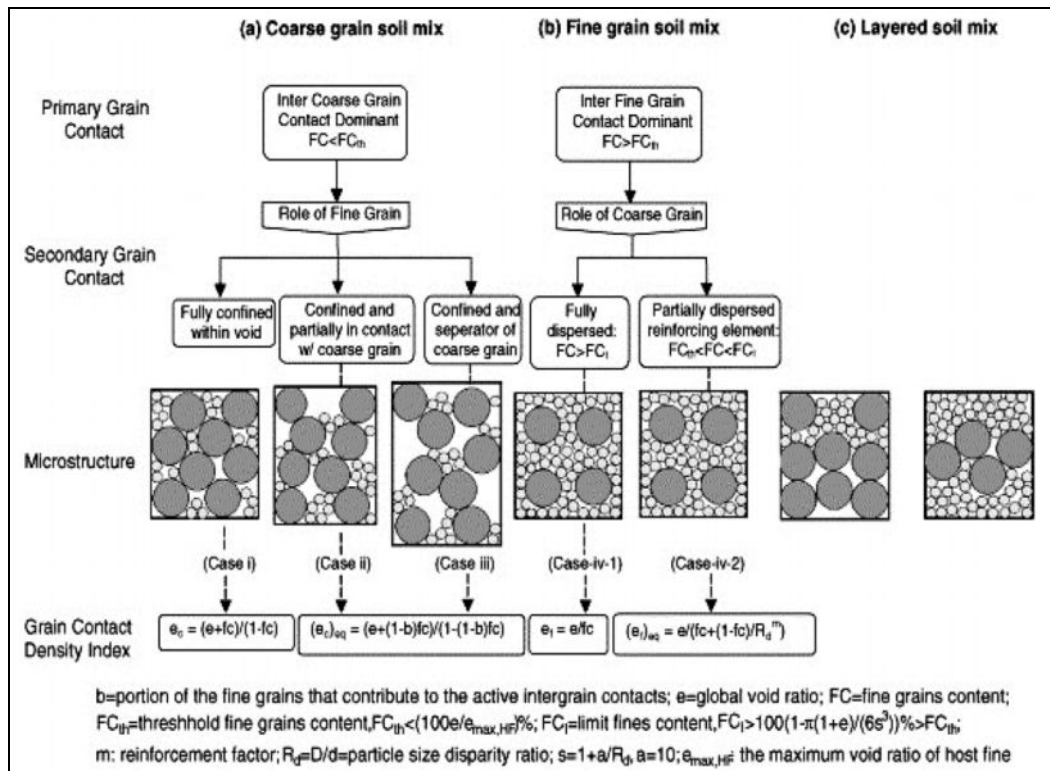 (a) Coarse grain soil mix (b) Fine grain soil mix (c) Layered soil mix
Primary Grain
Contact
Inter Coarse Grain
Contact Dominant
FC<FCth
Inter Fine Grain
Contact Dominant
FC>FCth
Role of Fine Grain
Role of Coarse Grain
Secondary Grain
Contact
Fully confined
within void
Confined and
partially in contact
w/ coarse grain
Confined and
seperator of
coarse grain
Fully
dispersed:
FC>FCl
Partially dispersed
reinforcing element:
FCth<FC<FCl
Microstructure
(Case i)
(Case ii)
(Case iii)
(Case-iv-1)
(Case-iv-2)
Grain Contact
Density Index
ec = (e+fc)/(1-fc)
(ec)eq = (e+(1-b)fc)/(1-(1-b)fc)
ef = e/fc
(ef)eq = e/(fc+(1-fc)/Rd^m)
b=portion of the fine grains that contribute to the active intergrain contacts; e=global void ratio; FC=fine grains content;
FCth=threshhold fine grains content,FCth<(100e/emax,HF)%; FCl=limit fines content,FCl>100(1-π(1+e)/(6s³))%>FCth;
m: reinforcement factor; Rd=D/d=particle size disparity ratio; s=1+a/Rd, a=10; emax,HF: the maximum void ratio of host fine